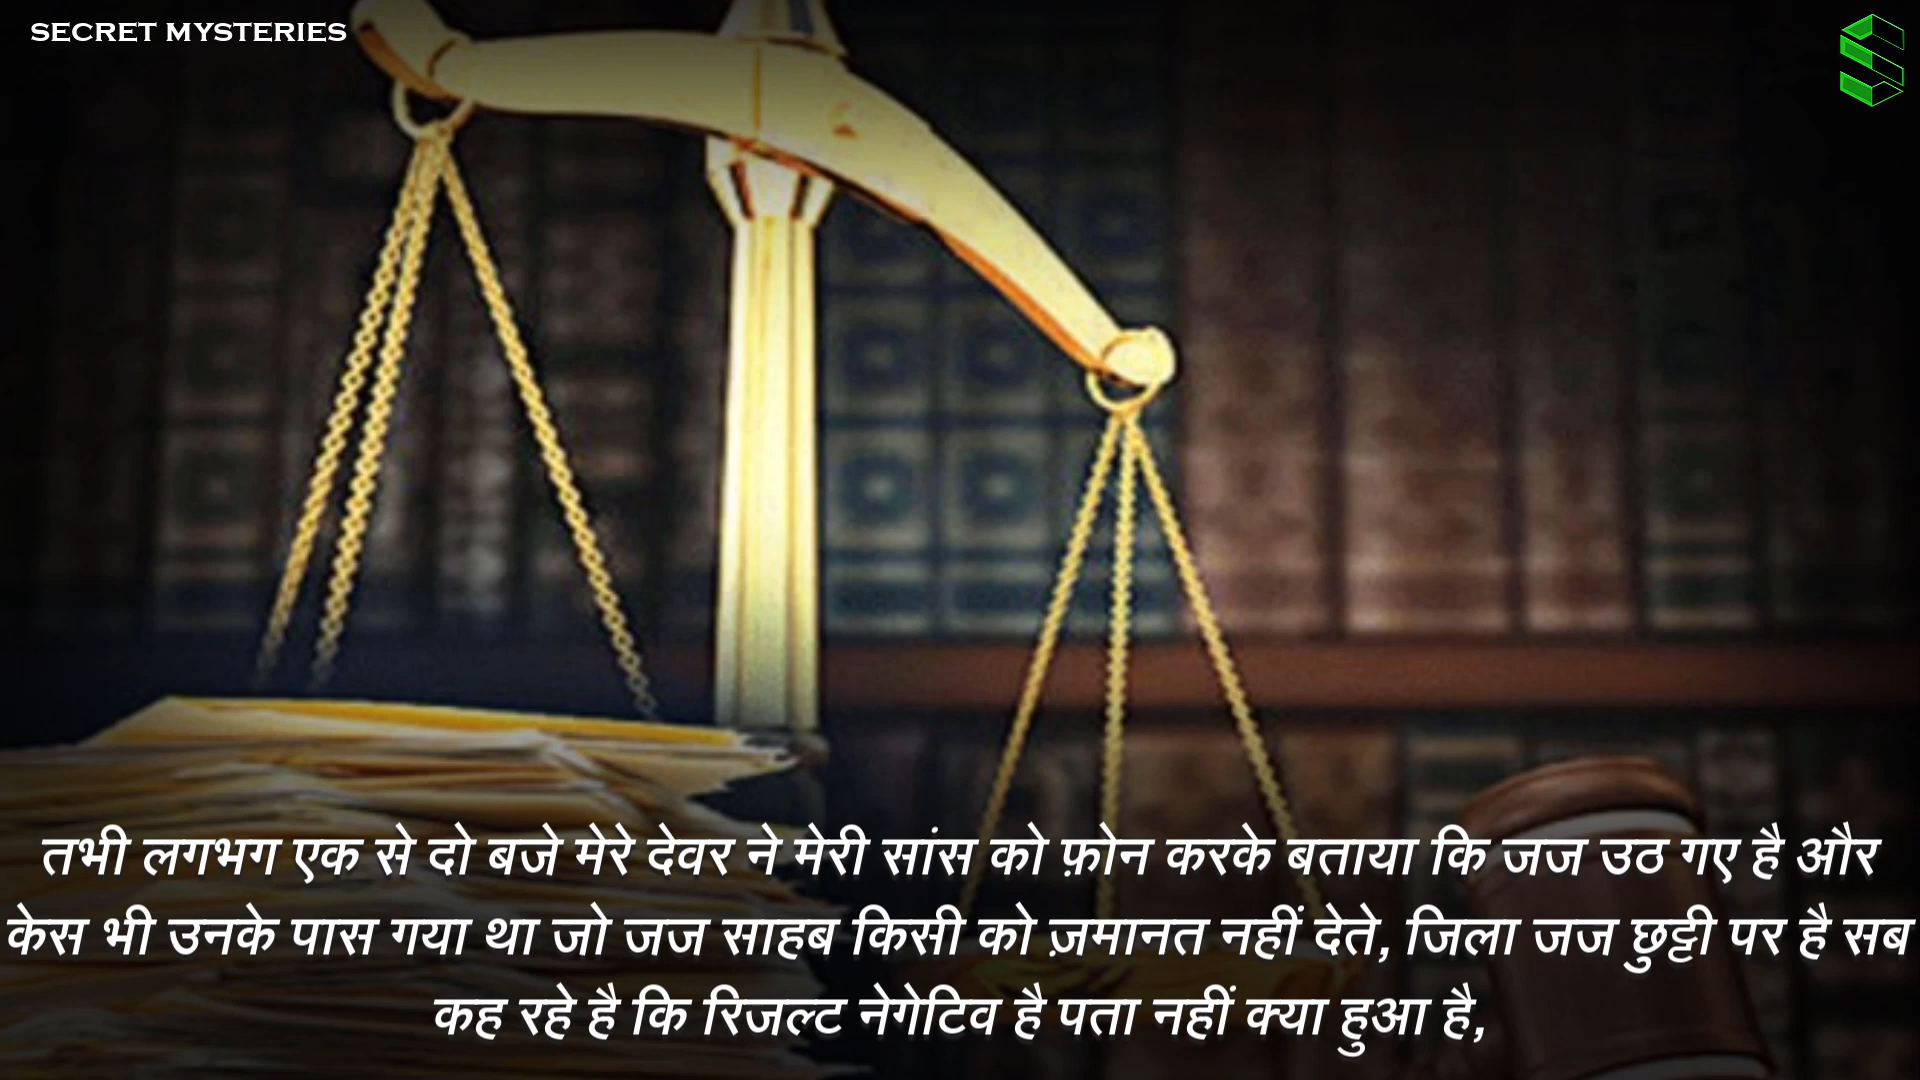 SECRET MYSTERIES
तभी लगभग एक से दो बजे मेरे देवर ने मेरी सांस को फ़ोन करके बताया कि जज उठ गए है और
केस भी उनके पास गया था जो जज साहब किसी को ज़मानत नहीं देते, जिला जज छुट्टी पर है सब
कह रहे है कि रिजल्ट नेगेटिव है पता नहीं क्या हुआ है,